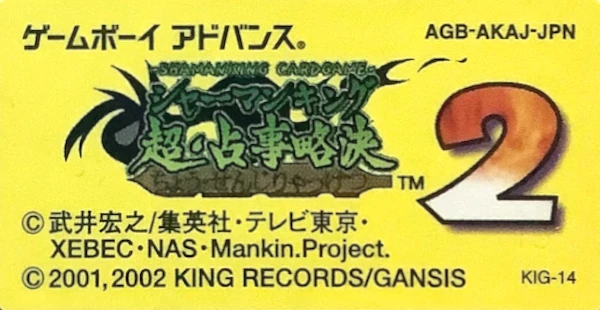 ゲームボーイ アドバンス® AGB-AKAJ-JPN
SHAMANKING CARDGAME
シャーマンキング
超・占事略決 2
ちょう・せんじりゃっけつ ™
©武井宏之/集英社・テレビ東京・
XEBEC・NAS・Mankin.Project.
©2001,2002 KING RECORDS/GANSIS KIG-14